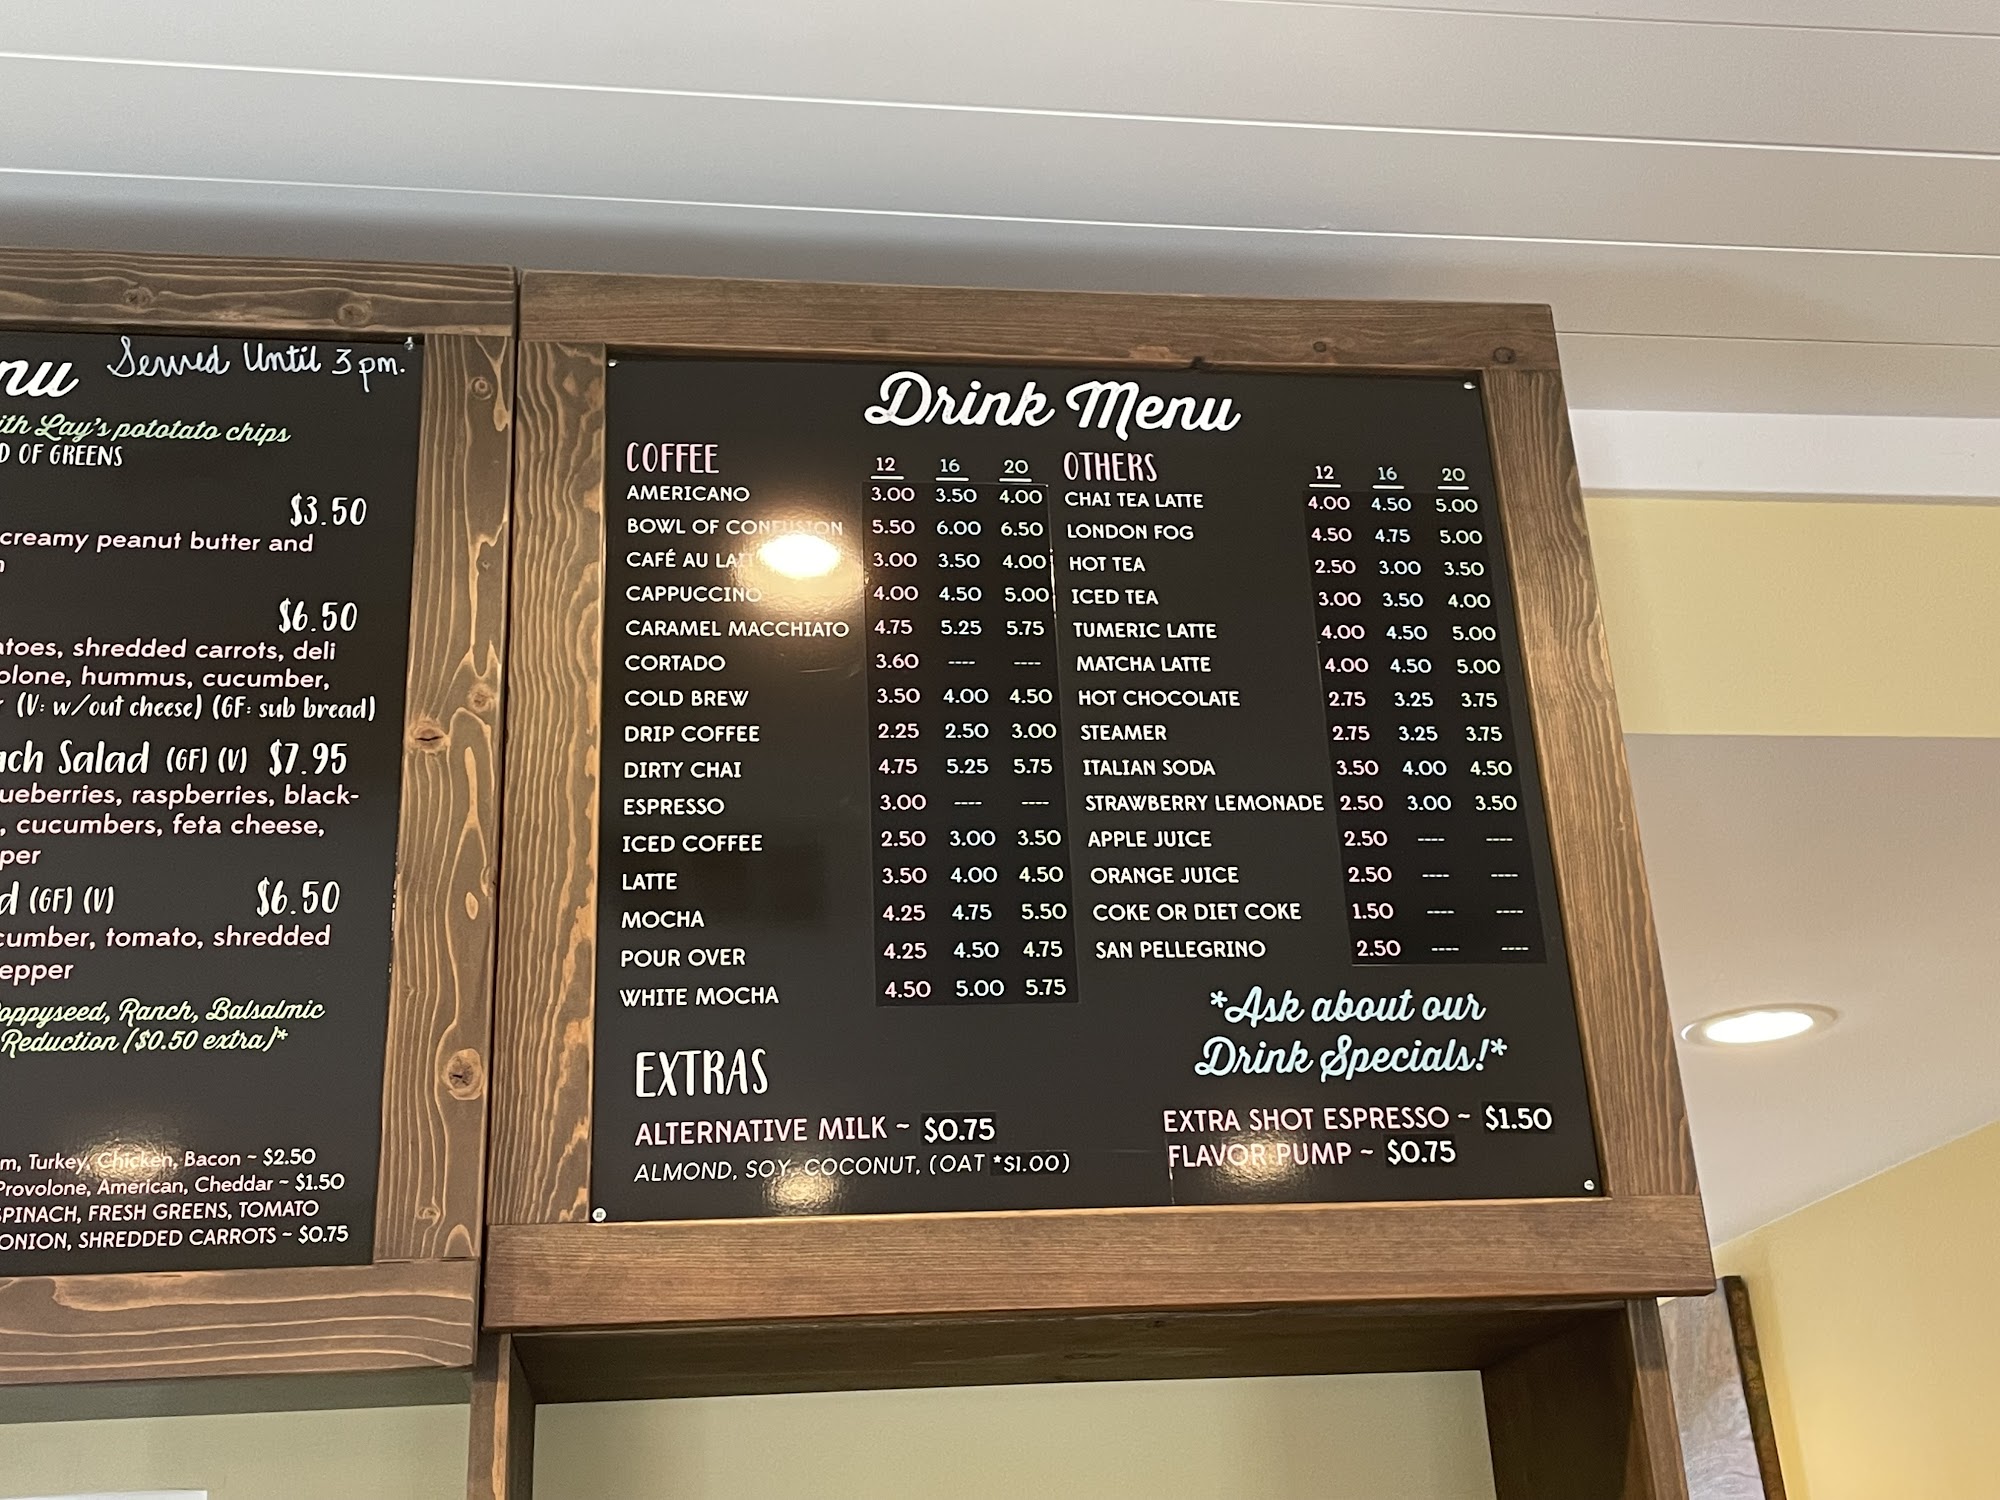 nu Served Until 3 pm.
ith Lay's pototato chips
D OF GREENS
$3.50
creamy peanut butter and
$6.50
atoes, shredded carrots, deli
olone, hummus, cucumber,
(V: w/out cheese) (GF: sub bread)
ach Salad (GF) (V) $7.95
ueberries, raspberries, black-
, cucumbers, feta cheese,
per
d (GF) (V) $6.50
cumber, tomato, shredded
epper
oppyseed, Ranch, Balsalmic
Reduction ($0.50 extra)*
m, Turkey, Chicken, Bacon ~ $2.50
Provolone, American, Cheddar ~ $1.50
SPINACH, FRESH GREENS, TOMATO
ONION, SHREDDED CARROTS ~ $0.75
Drink Menu
COFFEE 12 16 20
AMERICANO 3.00 3.50 4.00
BOWL OF CONFUSION 5.50 6.00 6.50
CAFÉ AU LAIT 3.00 3.50 4.00
CAPPUCCINO 4.00 4.50 5.00
CARAMEL MACCHIATO 4.75 5.25 5.75
CORTADO 3.60 ---- ----
COLD BREW 3.50 4.00 4.50
DRIP COFFEE 2.25 2.50 3.00
DIRTY CHAI 4.75 5.25 5.75
ESPRESSO 3.00 ---- ----
ICED COFFEE 2.50 3.00 3.50
LATTE 3.50 4.00 4.50
MOCHA 4.25 4.75 5.50
POUR OVER 4.25 4.50 4.75
WHITE MOCHA 4.50 5.00 5.75
OTHERS 12 16 20
CHAI TEA LATTE 4.00 4.50 5.00
LONDON FOG 4.50 4.75 5.00
HOT TEA 2.50 3.00 3.50
ICED TEA 3.00 3.50 4.00
TUMERIC LATTE 4.00 4.50 5.00
MATCHA LATTE 4.00 4.50 5.00
HOT CHOCOLATE 2.75 3.25 3.75
STEAMER 2.75 3.25 3.75
ITALIAN SODA 3.50 4.00 4.50
STRAWBERRY LEMONADE 2.50 3.00 3.50
APPLE JUICE 2.50 ---- ----
ORANGE JUICE 2.50 ---- ----
COKE OR DIET COKE 1.50 ---- ----
SAN PELLEGRINO 2.50 ---- ----
*Ask about our
Drink Specials!*
EXTRAS
ALTERNATIVE MILK ~ $0.75
ALMOND, SOY, COCONUT, (OAT *$1.00)
EXTRA SHOT ESPRESSO ~ $1.50
FLAVOR PUMP ~ $0.75